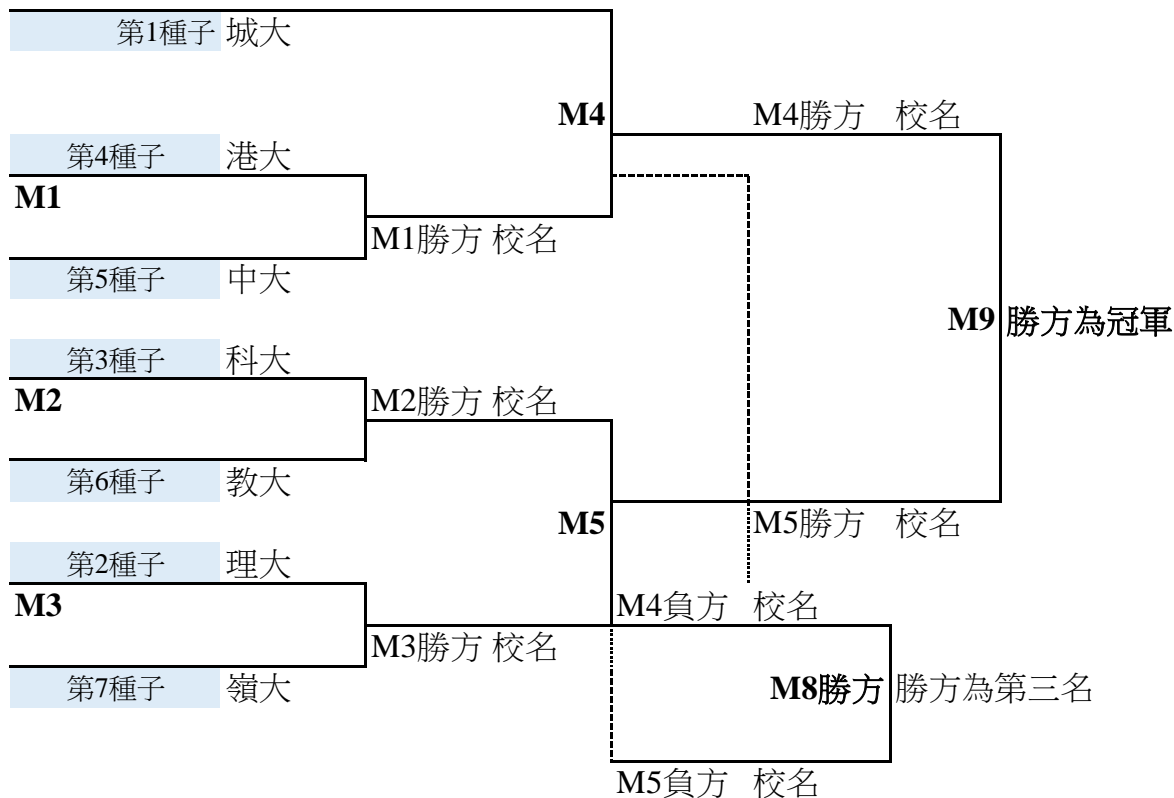 第1種子 城大
M4 M4勝方 校名
第4種子 港大
M1
M1勝方 校名
第5種子 中大
M9 勝方為冠軍
第3種子 科大
M2 M2勝方 校名
第6種子 教大
M5 M5勝方 校名
第2種子 理大
M3 M4負方 校名
M3勝方 校名
第7種子 嶺大 M8勝方 勝方為第三名
M5負方 校名